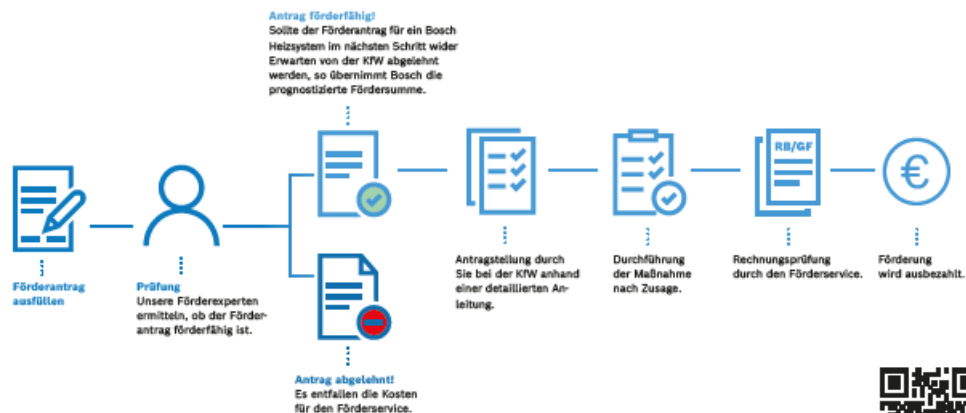 Antrag förderfähig!
Sollte der Förderantrag für ein Bosch
Heizsystem im nächsten Schritt wider
Erwarten von der KfW abgelehnt
werden, so übernimmt Bosch die
prognostizierte Fördersumme.
RB/GF
€
Förderantrag
ausfüllen
Prüfung
Unsere Förderexperten
ermitteln, ob der Förder-
antrag förderfähig ist.
Antragstellung durch
Sie bei der KfW anhand
einer detaillierten An-
leitung.
Durchführung
der Maßnahme
nach Zusage.
Rechnungsprüfung
durch den Förderservice.
Förderung
wird ausbezahlt.
Antrag abgelehnt!
Es entfallen die Kosten
für den Förderservice.